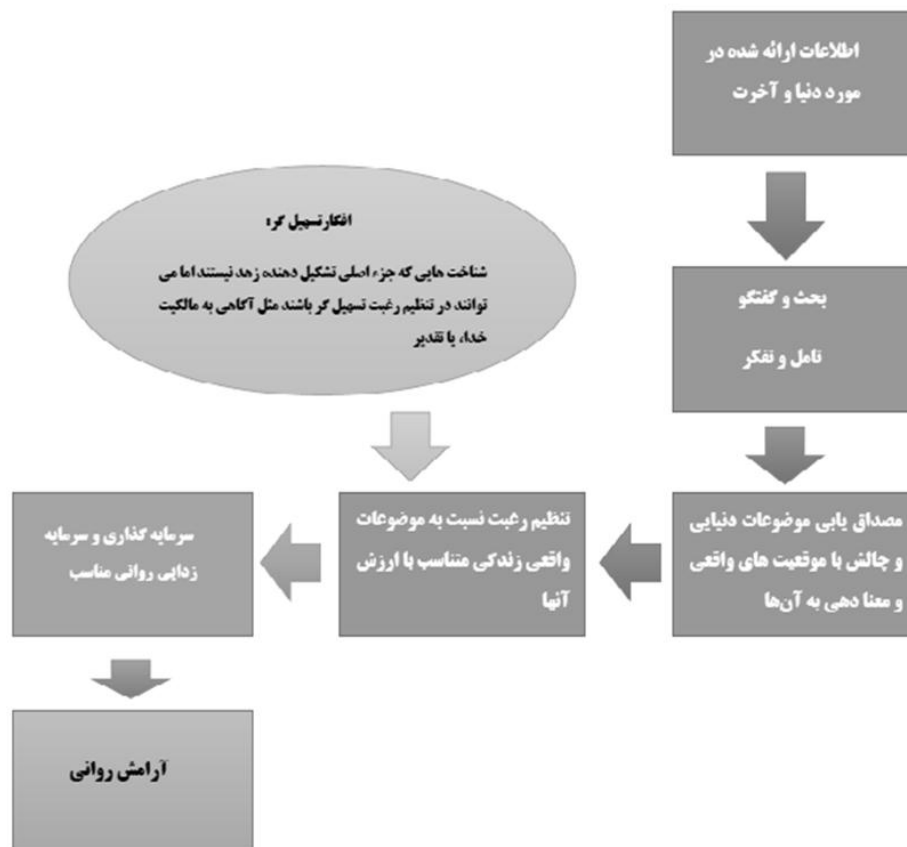 اطلاعات ارائه شده در
مورد دنیا و آخرت
افکار تسهیل گر:
شناخت هایی که جزء اصلی تشکیل دهنده زهد نیستند اما می
توانند در تنظیم رغبت تسهیل گر باشند مثل آگاهی به مالکیت
خدا، یا تقدیر
بحث و گفتگو
تامل و تفکر
مصداق یابی موضوعات دنیایی
و چالش با موقعیت های واقعی
و معنا دهی به آن‌ها
تنظیم رغبت نسبت به موضوعات
واقعی زندگی متناسب با ارزش
آنها
سرمایه گذاری و سرمایه
زدایی روانی مناسب
آرامش روانی